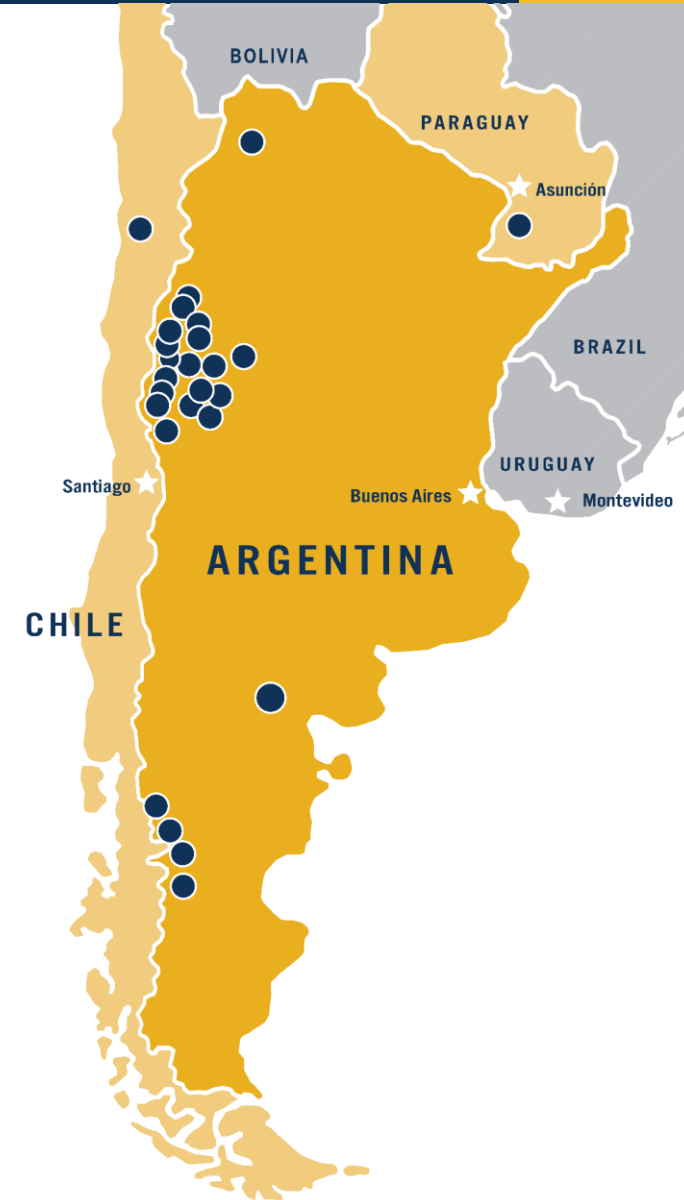 BOLIVIA
PARAGUAY
Asunción
BRAZIL
URUGUAY
Santiago
Buenos Aires
Montevideo
ARGENTINA
CHILE